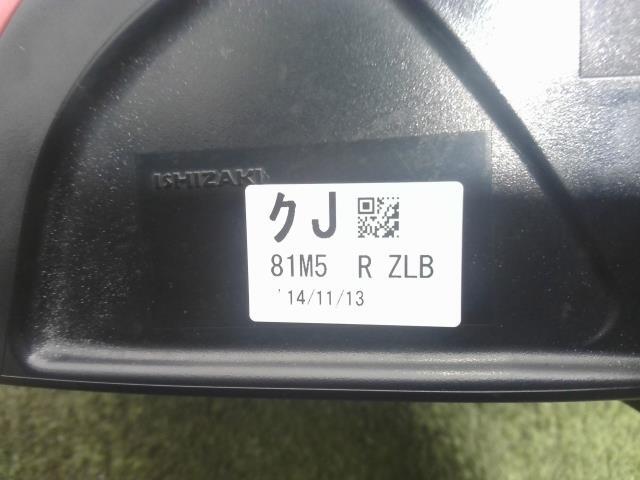 ISHIZAKI
クJ
81M5 R ZLB
'14/11/13